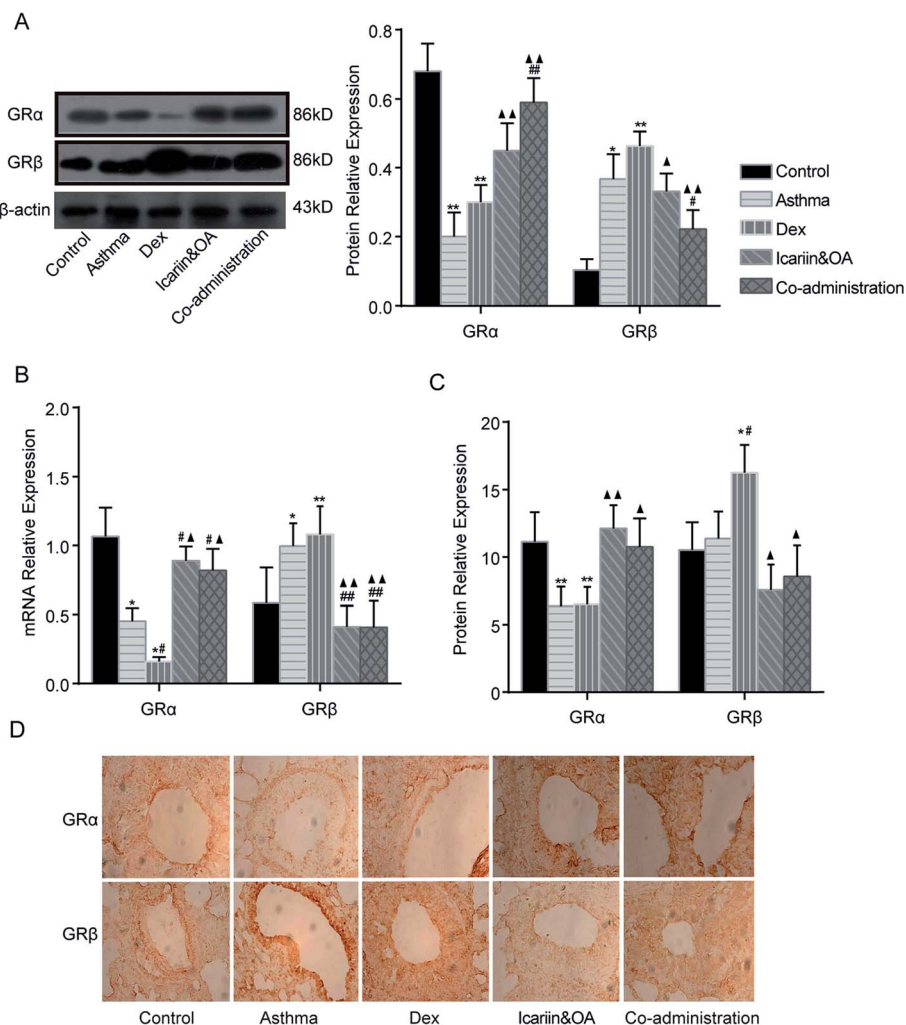 A
GRα
86kD
GRβ
86kD
β-actin
43kD
Control
Asthma
Dex
Icariin&OA
Co-administration
Protein Relative Expression
0.8
0.6
0.4
0.2
0.0
**
**
▲▲
▲▲
##
*
**
▲
▲▲
#
GRα
GRβ
Control
Asthma
Dex
Icariin&OA
Co-administration
B
mRNA Relative Expression
2.0
1.5
1.0
0.5
0.0
*
*#
#▲
#▲
*
**
▲▲
##
▲▲
##
GRα
GRβ
C
Protein Relative Expression
20
15
10
5
0
**
**
▲▲
▲
*#
▲
▲
GRα
GRβ
D
GRα
GRβ
Control
Asthma
Dex
Icariin&OA
Co-administration